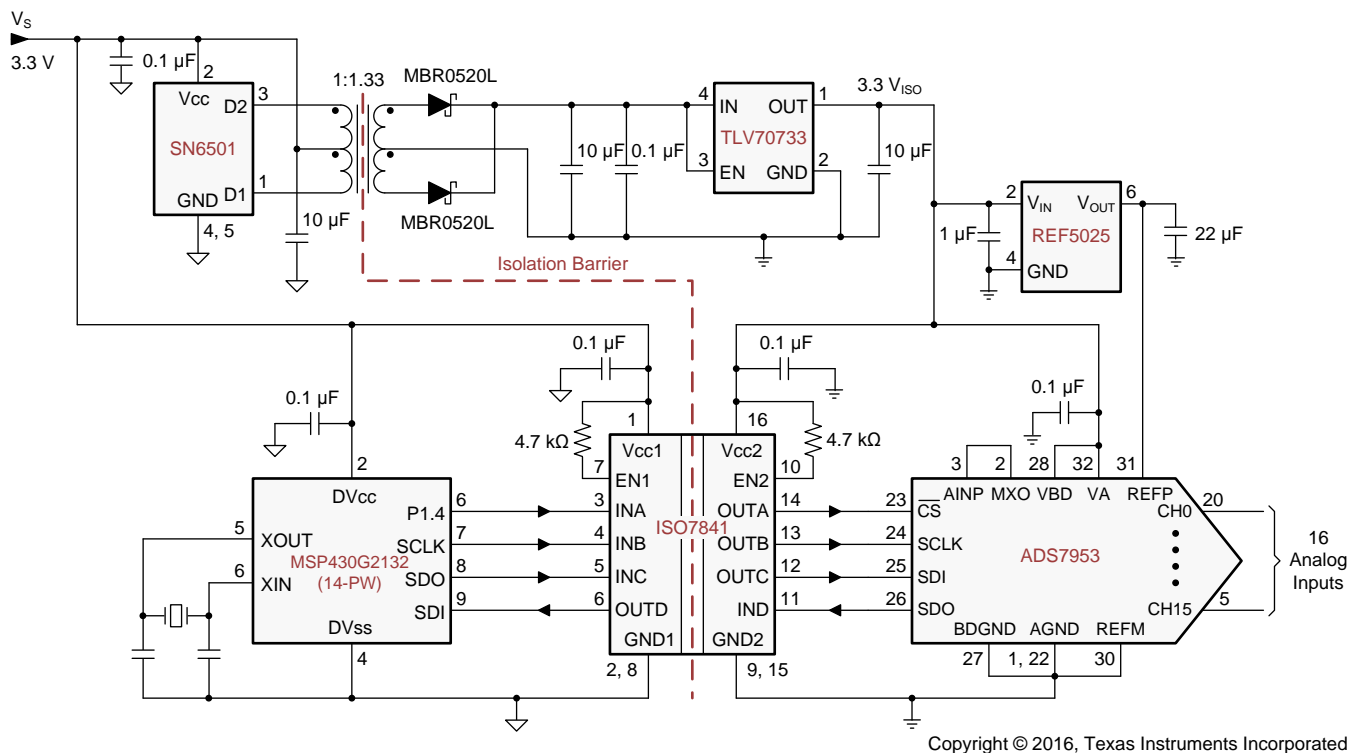 VS
3.3 V
0.1 µF
2
Vcc
D2
3
SN6501
GND
D1
1
4, 5
10 µF
1:1.33
MBR0520L
MBR0520L
10 µF
0.1 µF
4
IN
OUT
1
TLV70733
3
EN
GND
2
3.3 VISO
10 µF
2
VIN
VOUT
6
REF5025
1 µF
4
GND
22 µF
Isolation Barrier
0.1 µF
2
DVcc
5
XOUT
6
XIN
MSP430G2132
(14-PW)
P1.4
6
SCLK
7
SDO
8
SDI
9
DVss
4
0.1 µF
4.7 kΩ
1
Vcc1
7
EN1
3
INA
4
INB
5
INC
6
OUTD
GND1
2, 8
ISO7841
0.1 µF
4.7 kΩ
16
Vcc2
EN2
10
OUTA
14
OUTB
13
OUTC
12
IND
11
GND2
9, 15
0.1 µF
3
2
28
32
31
AINP
MXO
VBD
VA
REFP
23
CS
24
SCLK
25
SDI
26
SDO
ADS7953
CH0
20
CH15
5
BDGND
AGND
REFM
27
1, 22
30
16
Analog
Inputs
Copyright © 2016, Texas Instruments Incorporated